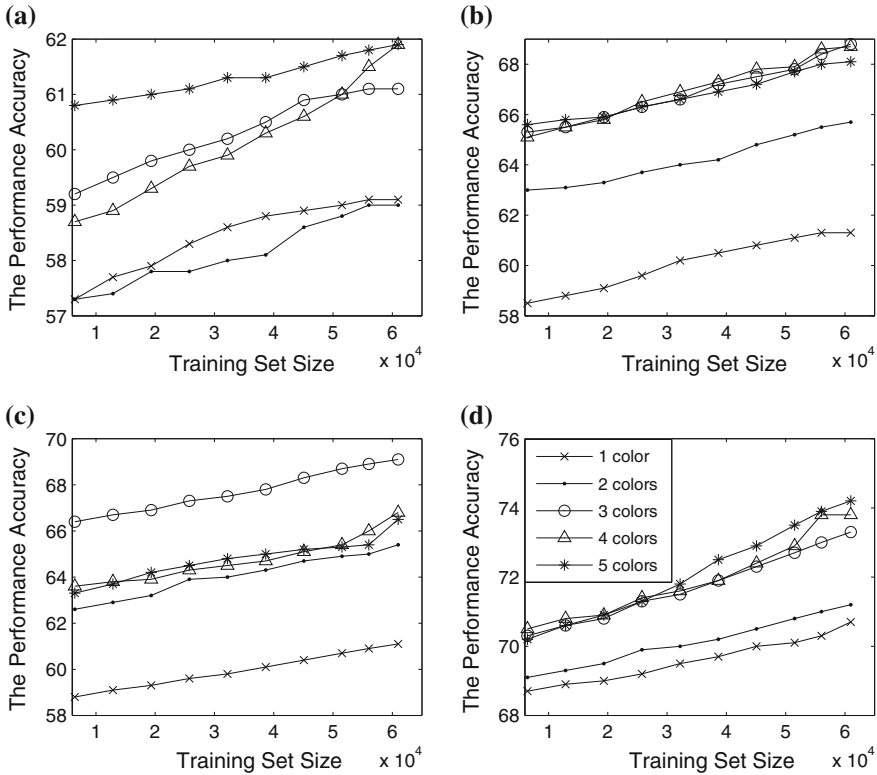 (a)
The Performance Accuracy
62
61
60
59
58
57
1 2 3 4 5 6
x 10^4
Training Set Size
(b)
The Performance Accuracy
68
66
64
62
60
58
1 2 3 4 5 6
x 10^4
Training Set Size
(c)
The Performance Accuracy
70
68
66
64
62
60
58
1 2 3 4 5 6
x 10^4
Training Set Size
(d)
The Performance Accuracy
76
74
72
70
68
1 color
2 colors
3 colors
4 colors
5 colors
1 2 3 4 5 6
x 10^4
Training Set Size